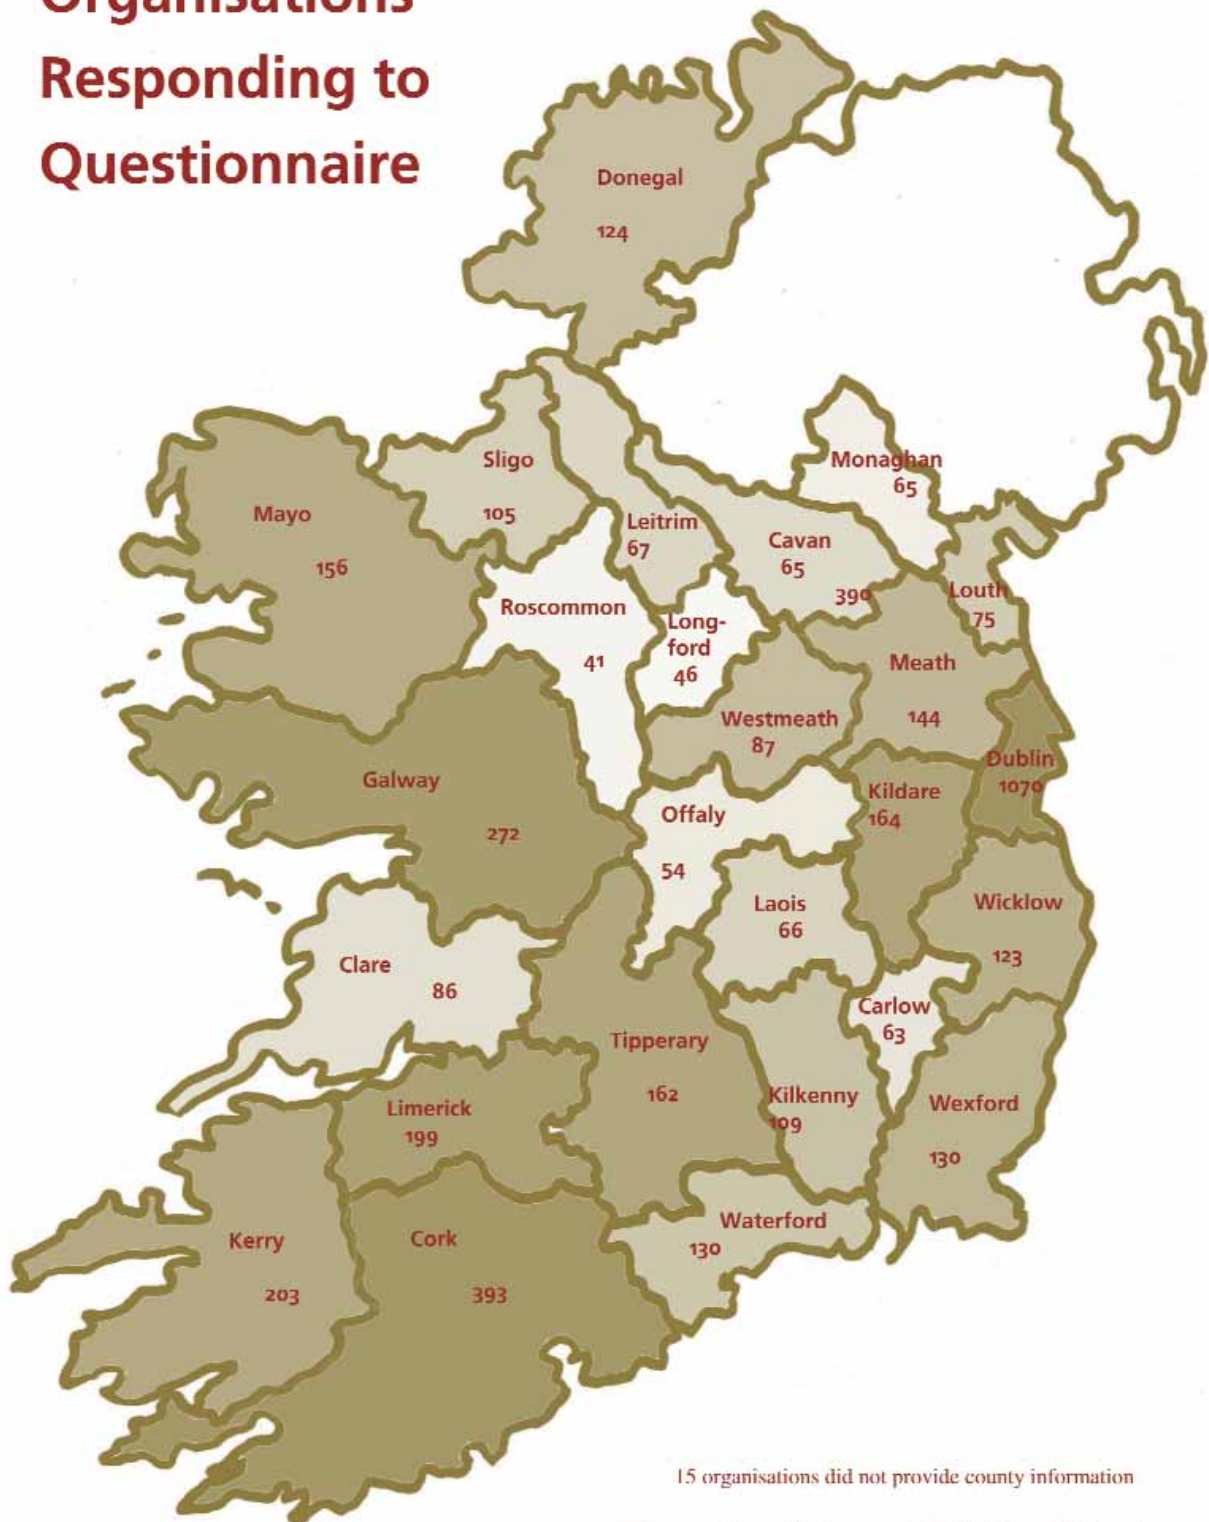 Organisations
Responding to
Questionnaire
Donegal
124
Monaghan
65
Sligo
105
Mayo
156
Leitrim
67
Cavan
65
390
Louth
75
Roscommon
41
Long-
ford
46
Meath
144
Westmeath
87
Dublin
1070
Galway
272
Kildare
164
Offaly
54
Laois
66
Wicklow
123
Clare
86
Carlow
63
Tipperary
162
Kilkenny
109
Wexford
130
Limerick
199
Waterford
130
Kerry
203
Cork
393
15 organisations did not provide county information